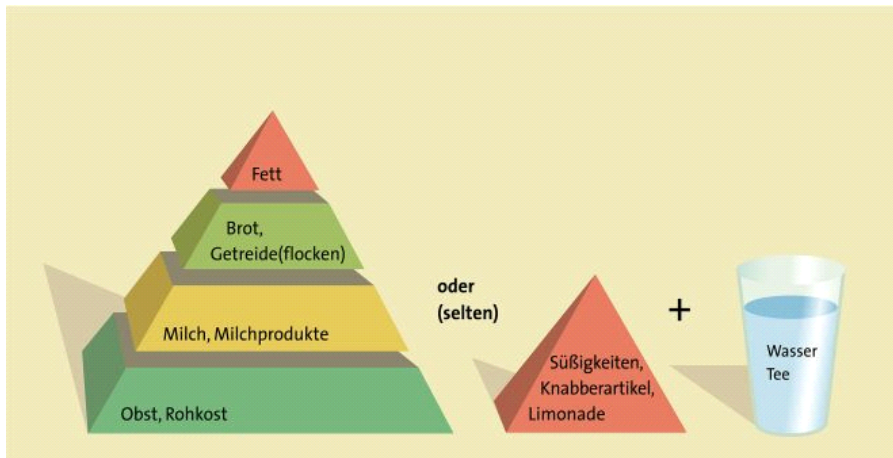 Fett
Brot,
Getreide(flocken)
Milch, Milchprodukte
Obst, Rohkost
oder
(selten)
Süßigkeiten,
Knabberartikel,
Limonade
+
Wasser
Tee